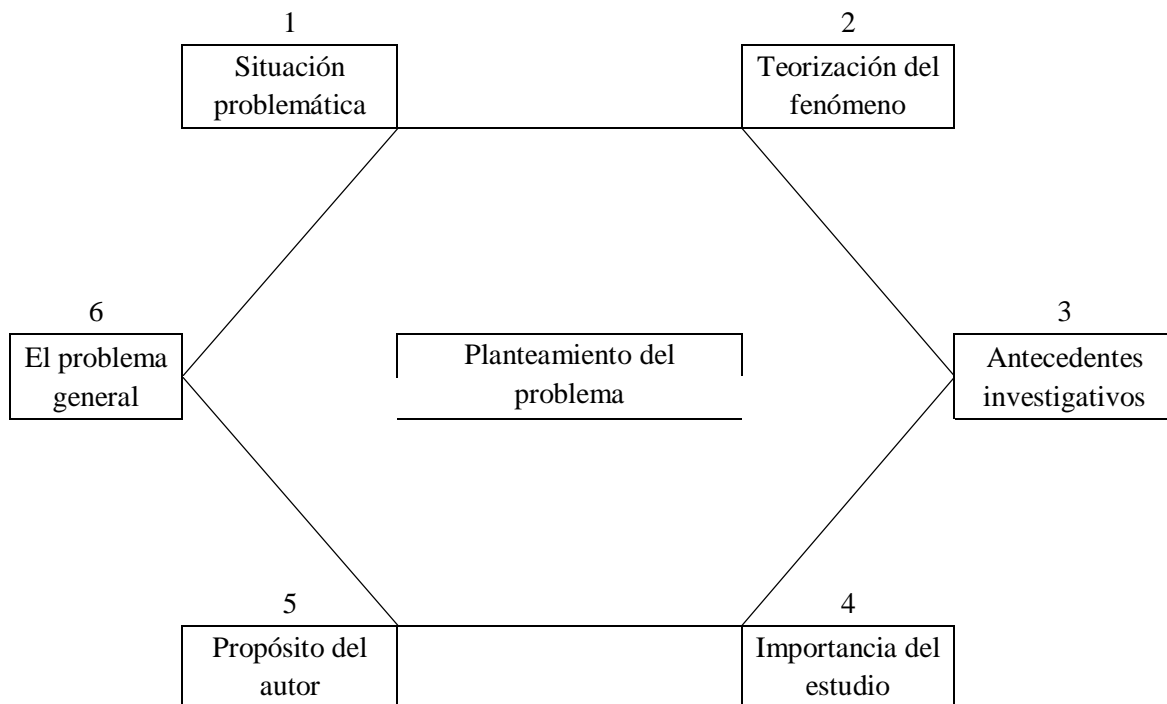 1
Situación
problemática
2
Teorización del
fenómeno
6
El problema
general
Planteamiento del
problema
3
Antecedentes
investigativos
5
Propósito del
autor
4
Importancia del
estudio